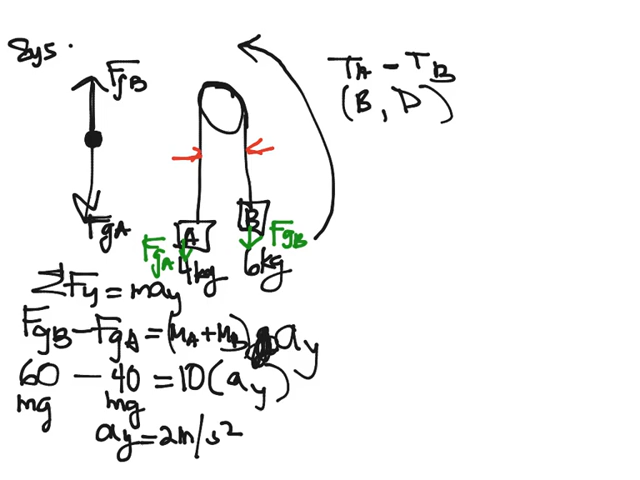 Sys.
FgB
TA - TB
(B, D)
FgA
A
B
FgA
FgB
4kg
6kg
ΣFy = may
FgB - FgA = (MA + MB) ay
60 - 40 = 10(ay)
mg mg
ay = 2m/s²